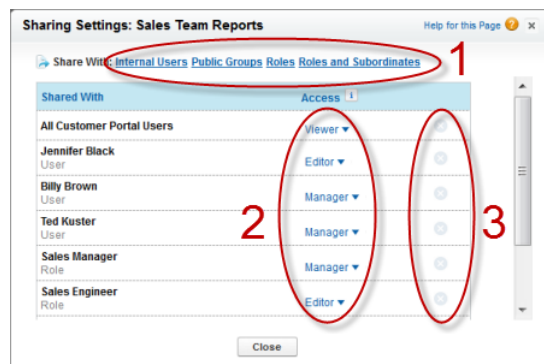 Sharing Settings: Sales Team Reports Help for this Page ? x
Share With: Internal Users Public Groups Roles Roles and Subordinates 1
Shared With Access i
All Customer Portal Users Viewer
Jennifer Black
User Editor
Billy Brown
User Manager
Ted Kuster
User Manager
2 3
Sales Manager
Role Manager
Sales Engineer
Role Editor
Close